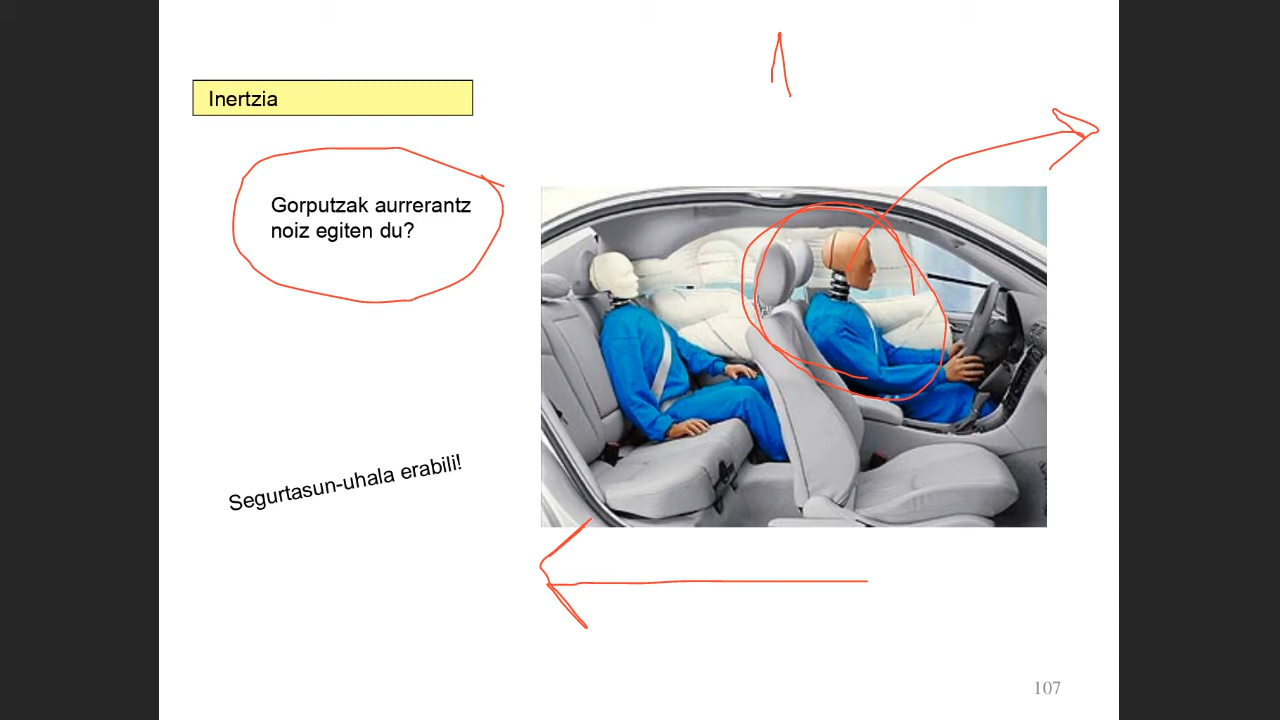 Inertzia
Gorputzak aurrerantz
noiz egiten du?
Segurtasun-uhala erabili!
107